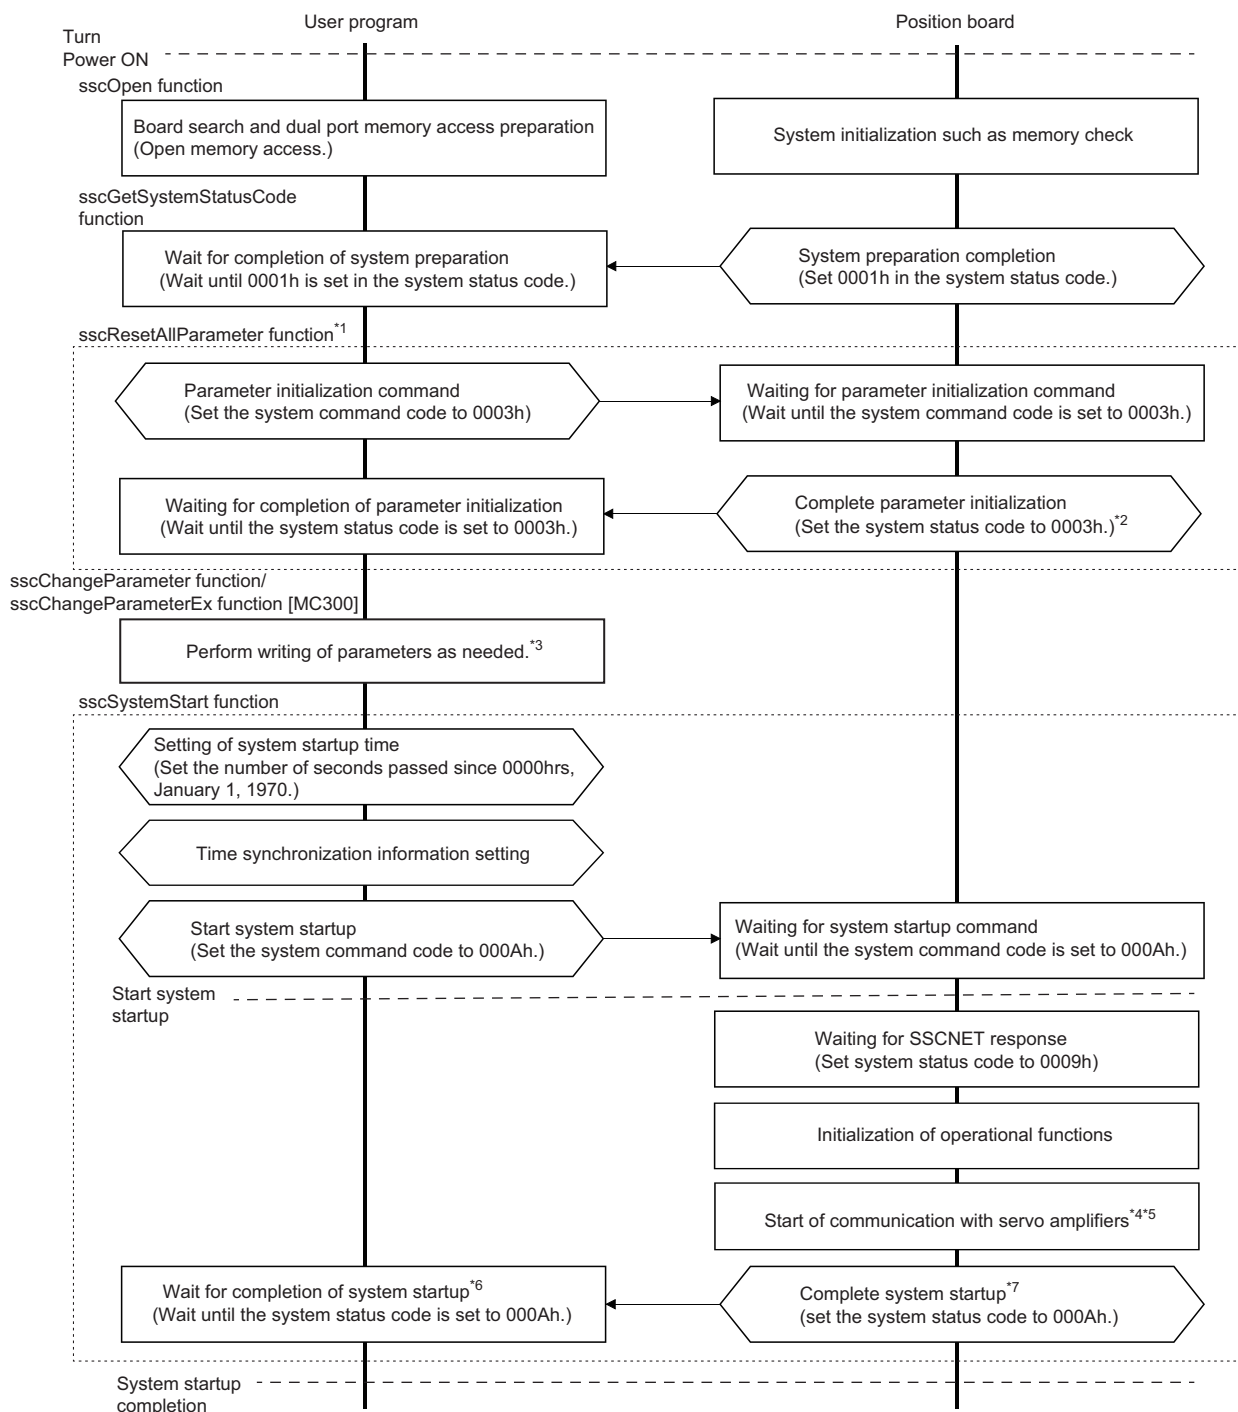 User program
Position board
Turn
Power ON
sscOpen function
Board search and dual port memory access preparation
(Open memory access.)
System initialization such as memory check
sscGetSystemStatusCode
function
Wait for completion of system preparation
(Wait until 0001h is set in the system status code.)
System preparation completion
(Set 0001h in the system status code.)
sscResetAllParameter function*1
Parameter initialization command
(Set the system command code to 0003h)
Waiting for parameter initialization command
(Wait until the system command code is set to 0003h.)
Waiting for completion of parameter initialization
(Wait until the system status code is set to 0003h.)
Complete parameter initialization
(Set the system status code to 0003h.)*2
sscChangeParameter function/
sscChangeParameterEx function [MC300]
Perform writing of parameters as needed.*3
sscSystemStart function
Setting of system startup time
(Set the number of seconds passed since 0000hrs,
January 1, 1970.)
Time synchronization information setting
Start system startup
(Set the system command code to 000Ah.)
Waiting for system startup command
(Wait until the system command code is set to 000Ah.)
Start system
startup
Waiting for SSCNET response
(Set system status code to 0009h)
Initialization of operational functions
Start of communication with servo amplifiers*4*5
Wait for completion of system startup*6
(Wait until the system status code is set to 000Ah.)
Complete system startup*7
(set the system status code to 000Ah.)
System startup
completion